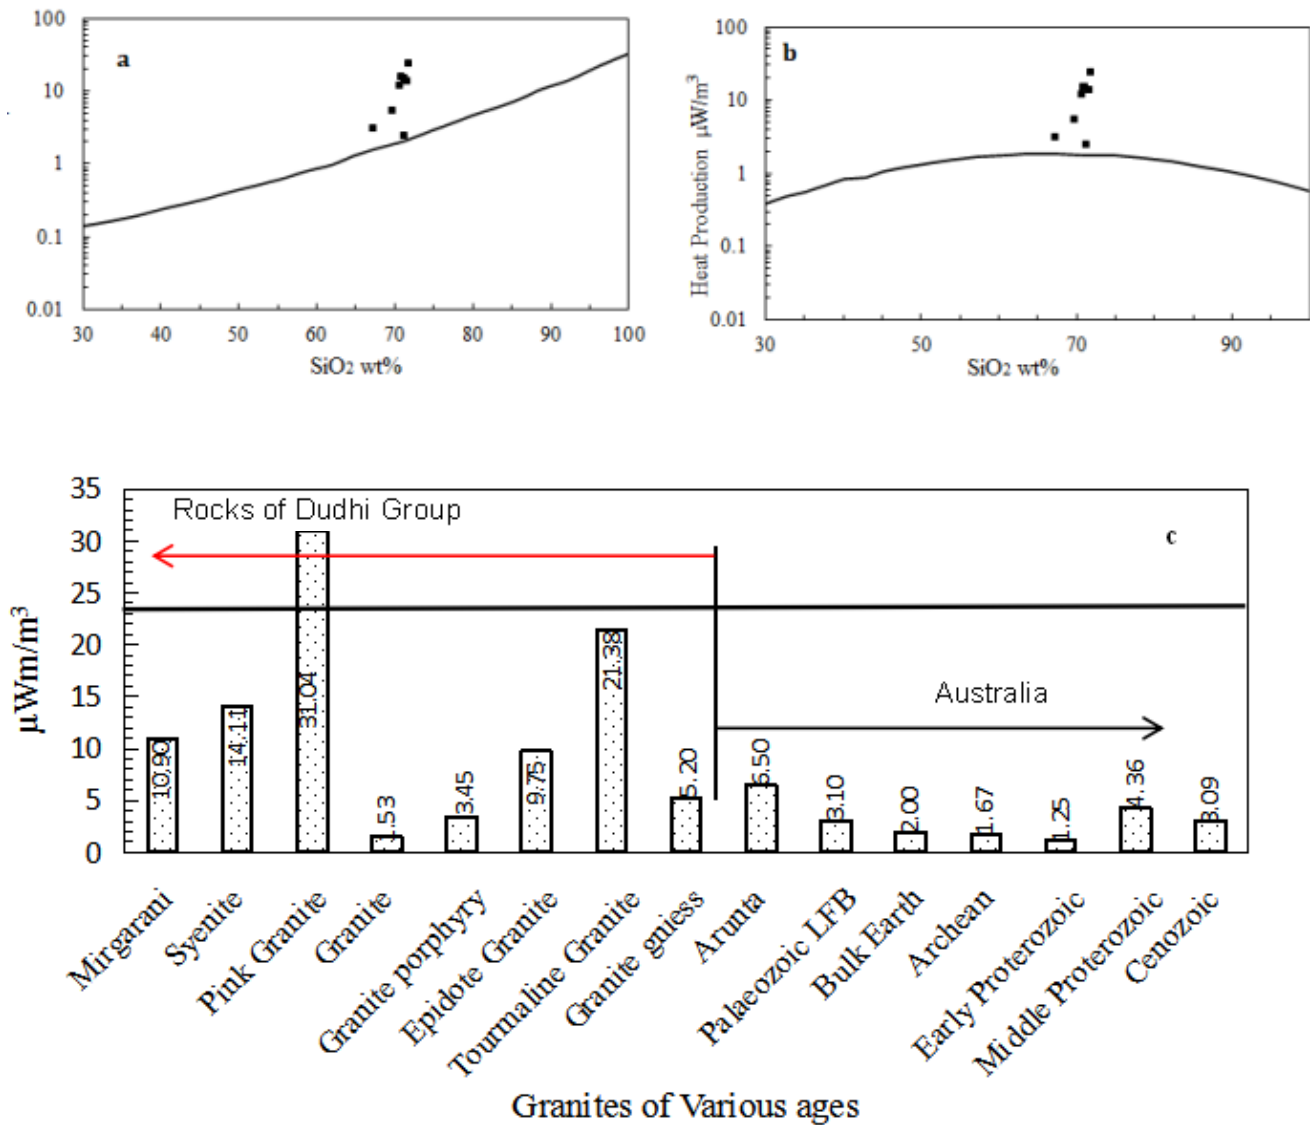 100
10
1
0.1
0.01
a
30 40 50 60 70 80 90 100
SiO2 wt%
100
10
1
0.1
0.01
b
Heat Production µW/m³
30 50 70 90
SiO2 wt%
35
30
25
20
15
10
5
0
µWm/m³
Rocks of Dudhi Group
c
Australia
10.90
14.11
31.04
1.53
3.45
9.75
21.38
5.20
6.50
3.10
2.00
1.67
1.25
4.36
3.09
Mirgarani
Syenite
Pink Granite
Granite
Granite porphyry
Epidote Granite
Tourmaline Granite
Granite gniess
Arunta
Palaeozoic LFB
Bulk Earth
Archean
Early Proterozoic
Middle Proterozoic
Cenozoic
Granites of Various ages